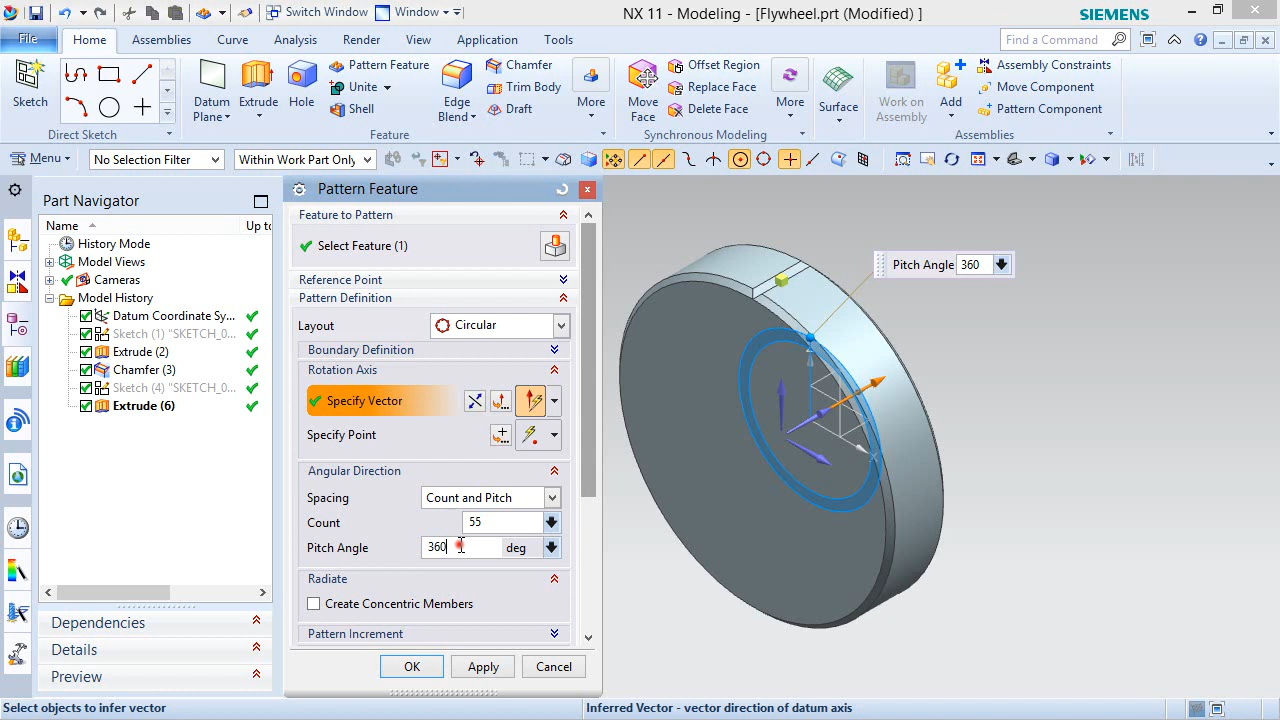 Switch Window
Window
NX 11 - Modeling - [Flywheel.prt (Modified) ]
SIEMENS
File
Home
Assemblies
Curve
Analysis
Render
View
Application
Tools
Find a Command
Sketch
Direct Sketch
Datum Plane
Extrude
Hole
Pattern Feature
Unite
Shell
Edge Blend
Chamfer
Trim Body
Draft
More
Feature
Move Face
Offset Region
Replace Face
Delete Face
More
Synchronous Modeling
Surface
Work on Assembly
Add
Assembly Constraints
Move Component
Pattern Component
Assemblies
Menu
No Selection Filter
Within Work Part Only
Part Navigator
Name
Up to
History Mode
Model Views
Cameras
Model History
Datum Coordinate Sy...
Sketch (1) "SKETCH_0...
Extrude (2)
Chamfer (3)
Sketch (4) "SKETCH_0...
Extrude (6)
Dependencies
Details
Preview
Pattern Feature
Feature to Pattern
Select Feature (1)
Reference Point
Pattern Definition
Layout
Circular
Boundary Definition
Rotation Axis
Specify Vector
Specify Point
Angular Direction
Spacing
Count and Pitch
Count
55
Pitch Angle
360
deg
Radiate
Create Concentric Members
Pattern Increment
OK
Apply
Cancel
Pitch Angle 360
Select objects to infer vector
Inferred Vector - vector direction of datum axis